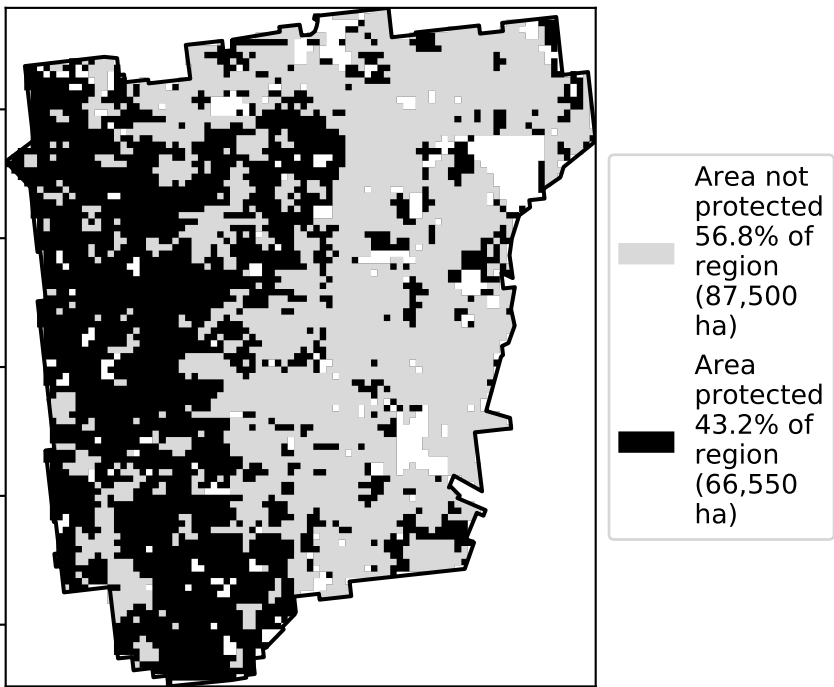 Area not
protected
56.8% of
region
(87,500
ha)
Area
protected
43.2% of
region
(66,550
ha)